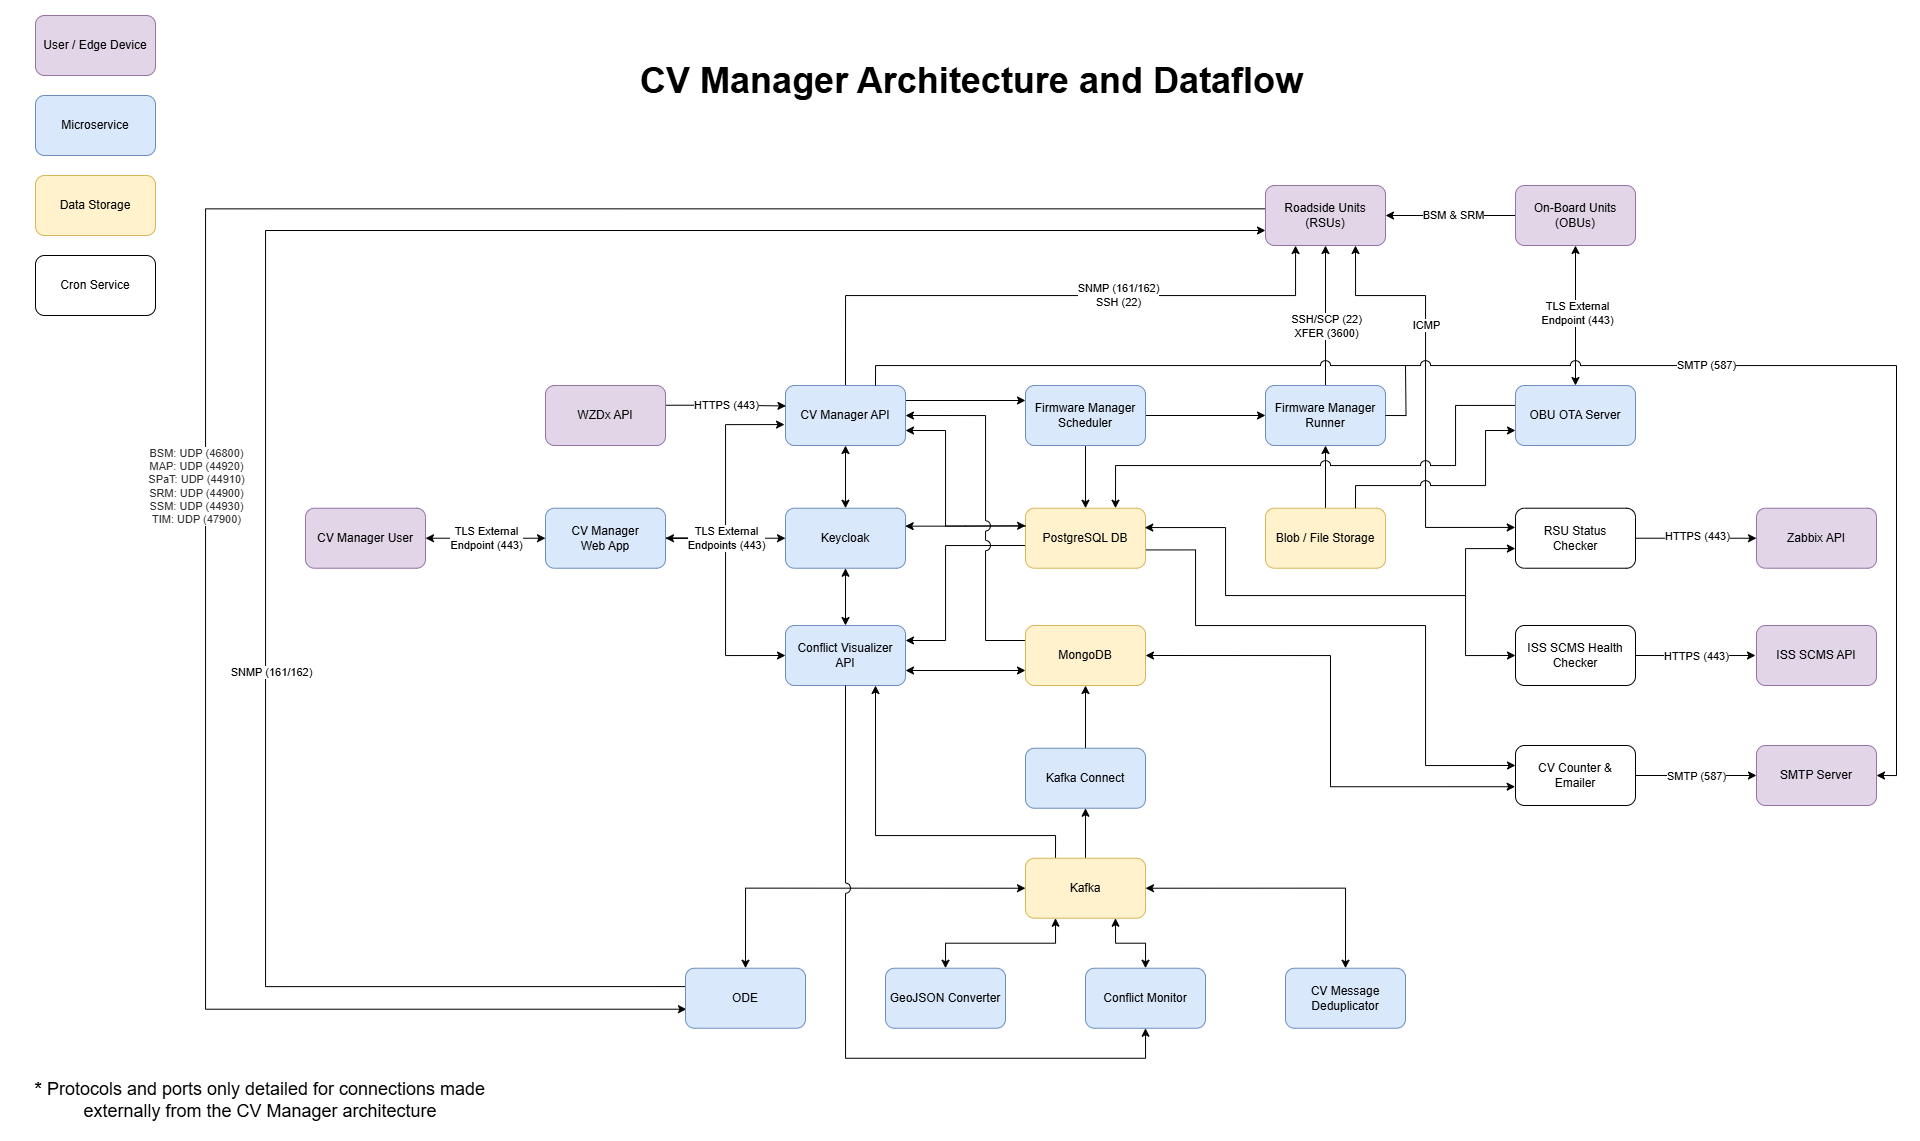 User / Edge Device
Microservice
Data Storage
Cron Service
CV Manager Architecture and Dataflow
Roadside Units
(RSUs)
BSM & SRM
On-Board Units
(OBUs)
SNMP (161/162)
SSH (22)
SSH/SCP (22)
XFER (3600)
ICMP
TLS External
Endpoint (443)
SMTP (587)
WZDx API
HTTPS (443)
CV Manager API
Firmware Manager
Scheduler
Firmware Manager
Runner
OBU OTA Server
BSM: UDP (46800)
MAP: UDP (44920)
SPaT: UDP (44910)
SRM: UDP (44900)
SSM: UDP (44930)
TIM: UDP (47900)
CV Manager User
TLS External
Endpoint (443)
CV Manager
Web App
TLS External
Endpoints (443)
Keycloak
PostgreSQL DB
Blob / File Storage
RSU Status
Checker
HTTPS (443)
Zabbix API
SNMP (161/162)
Conflict Visualizer
API
MongoDB
ISS SCMS Health
Checker
HTTPS (443)
ISS SCMS API
Kafka Connect
CV Counter &
Emailer
SMTP (587)
SMTP Server
Kafka
ODE
GeoJSON Converter
Conflict Monitor
CV Message
Deduplicator
* Protocols and ports only detailed for connections made
externally from the CV Manager architecture